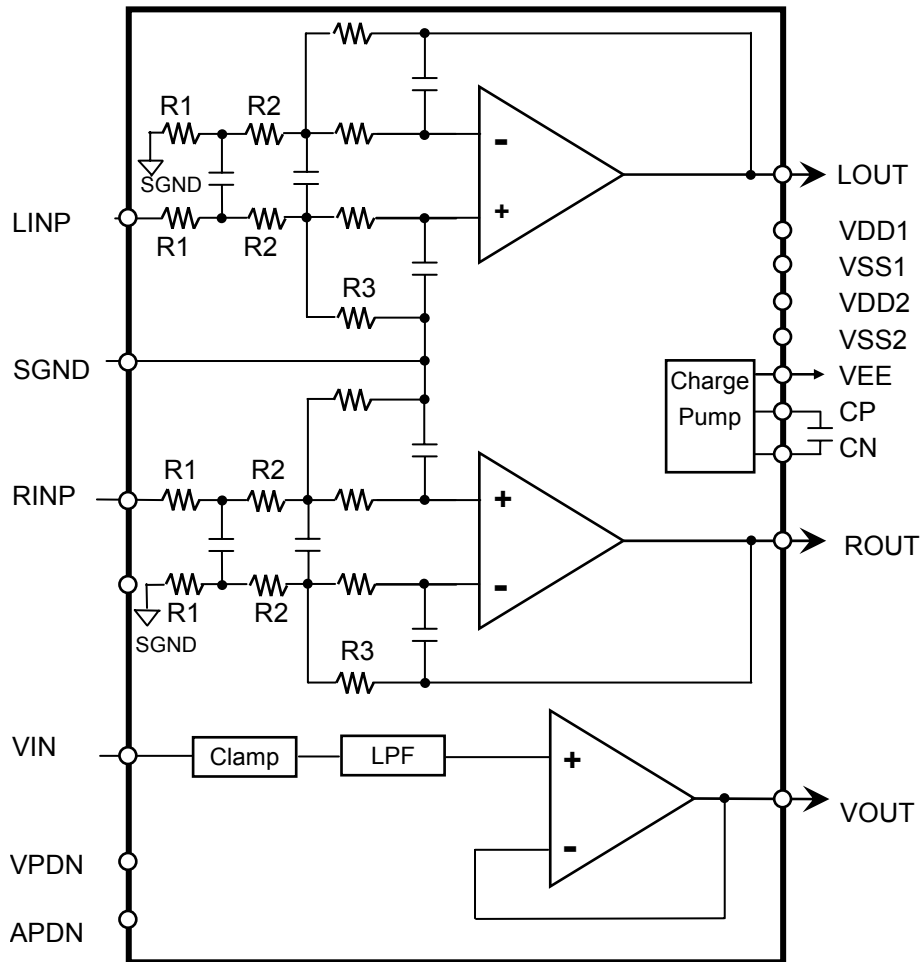 R1
R2
-
SGND
LINP
+
R1
R2
LOUT
VDD1
VSS1
R3
VDD2
VSS2
SGND
Charge
Pump
VEE
CP
CN
R1
R2
RINP
+
ROUT
-
R1
R2
SGND
R3
VIN
Clamp
LPF
+
VOUT
-
VPDN
APDN